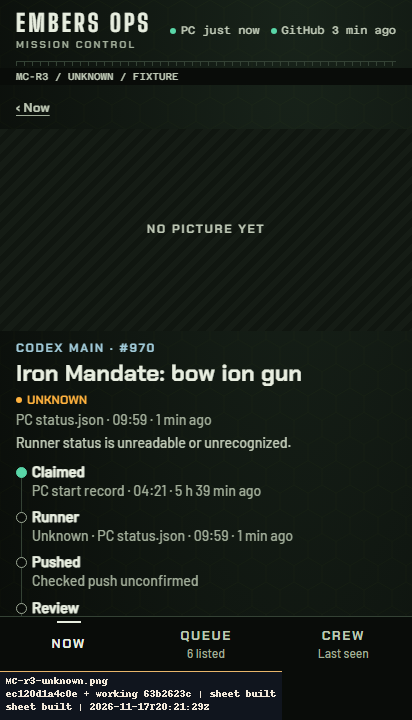 EMBERS OPS
MISSION CONTROL
PC just now GitHub 3 min ago
MC-R3 / UNKNOWN / FIXTURE
‹ Now
NO PICTURE YET
CODEX MAIN · #970
Iron Mandate: bow ion gun
UNKNOWN
PC status.json · 09:59 · 1 min ago
Runner status is unreadable or unrecognized.
Claimed
PC start record · 04:21 · 5 h 39 min ago
Runner
Unknown · PC status.json · 09:59 · 1 min ago
Pushed
Checked push unconfirmed
Review
NOW
QUEUE
6 listed
CREW
Last seen
MC-r3-unknown.png
ec120d1a4c0e + working 63b2623c | sheet built
sheet built | 2026-11-17r20:21:29z